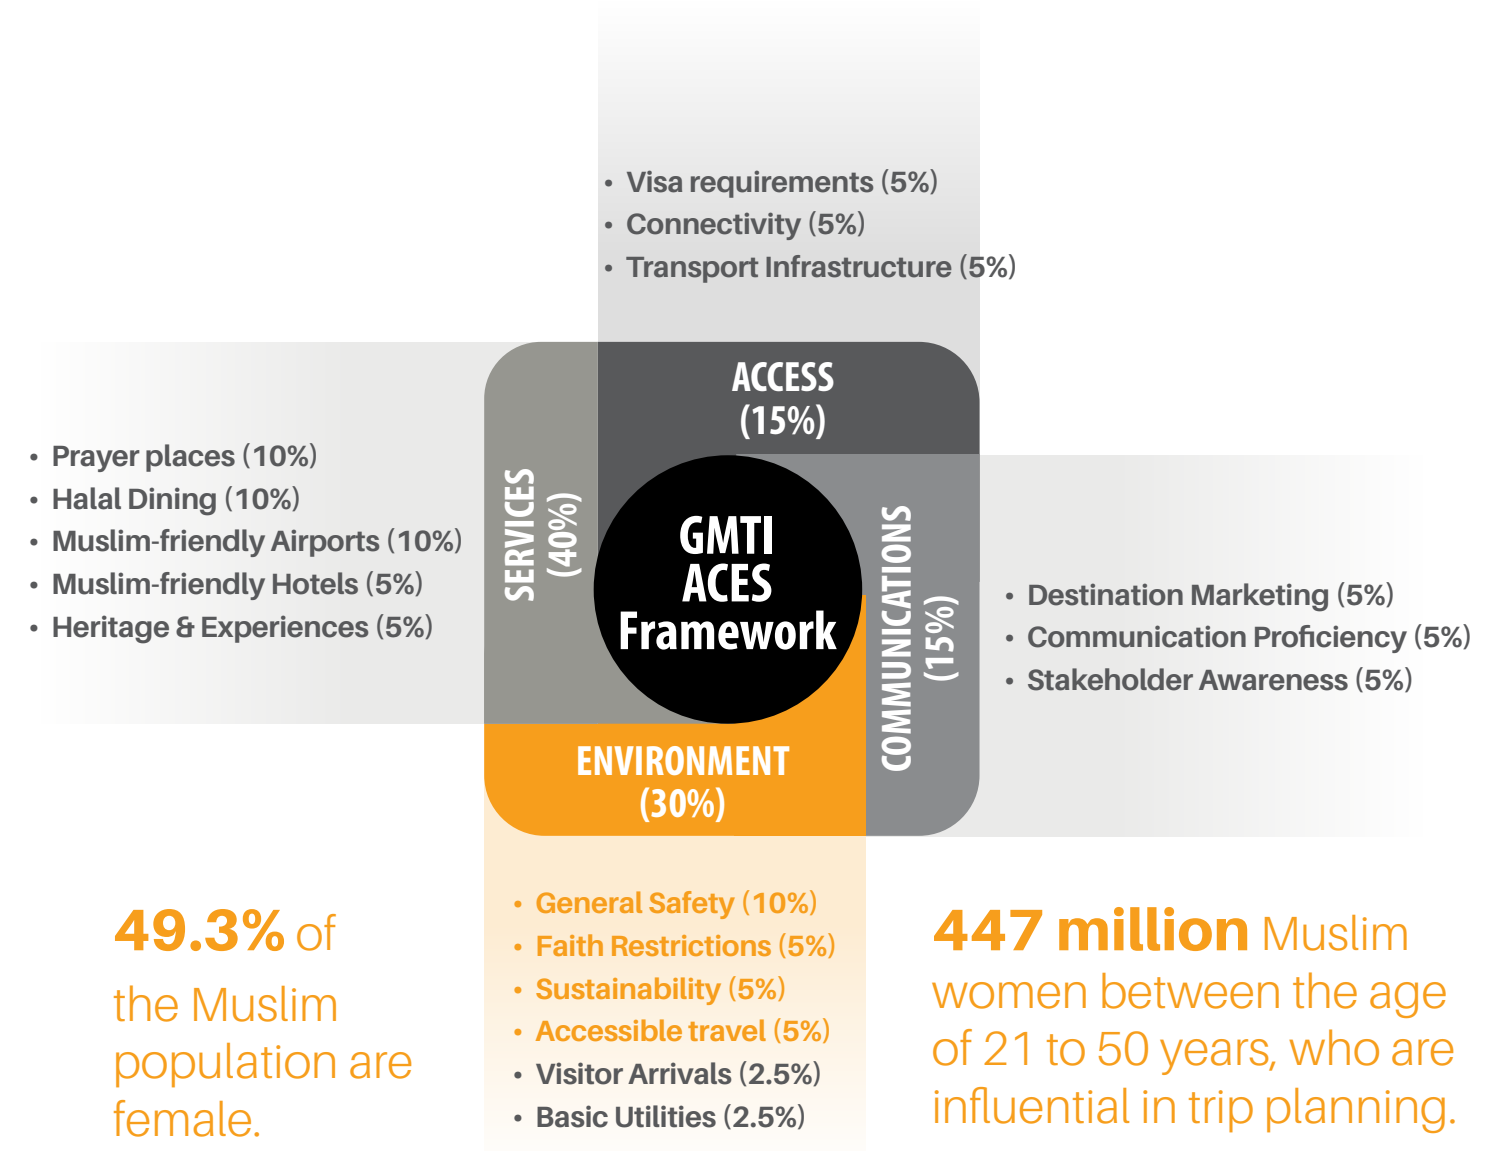 • Visa requirements (5%)
• Connectivity (5%)
• Transport Infrastructure (5%)
ACCESS
(15%)
SERVICES
(40%)
• Prayer places (10%)
• Halal Dining (10%)
• Muslim-friendly Airports (10%)
• Muslim-friendly Hotels (5%)
• Heritage & Experiences (5%)
GMTI
ACES
Framework
COMMUNICATIONS
(15%)
• Destination Marketing (5%)
• Communication Proficiency (5%)
• Stakeholder Awareness (5%)
ENVIRONMENT
(30%)
• General Safety (10%)
• Faith Restrictions (5%)
• Sustainability (5%)
• Accessible travel (5%)
• Visitor Arrivals (2.5%)
• Basic Utilities (2.5%)
49.3% of
the Muslim
population are
female.
447 million Muslim
women between the age
of 21 to 50 years, who are
influential in trip planning.